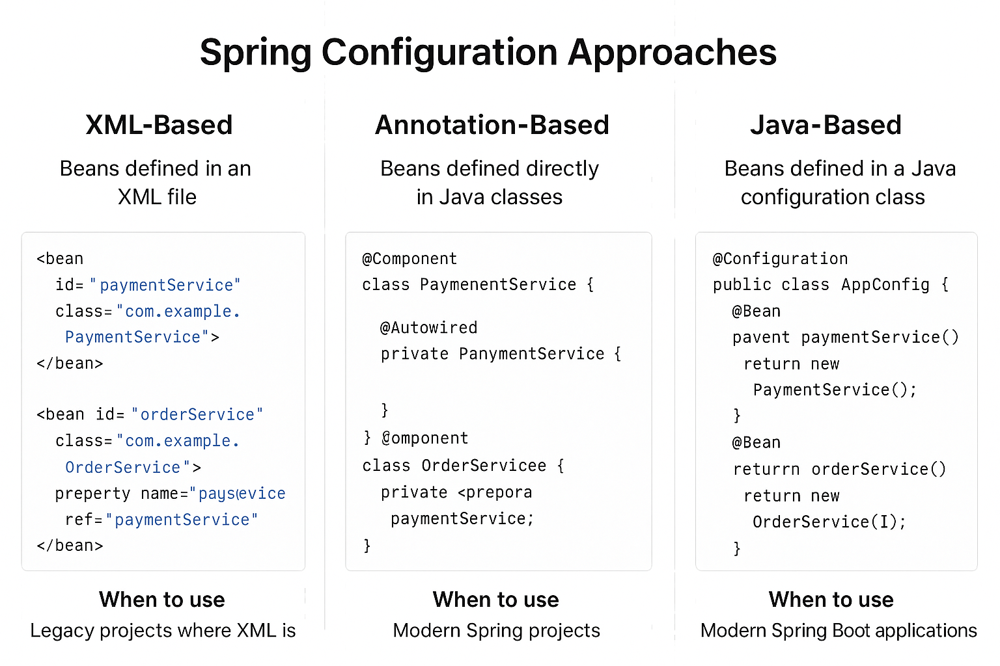 Spring Configuration Approaches
XML-Based
Beans defined in an
XML file
<bean
id="paymentService"
class="com.example.
PaymentService">
</bean>
<bean id="orderService"
class="com.example.
OrderService">
preperty name="pays(evice
ref="paymentService"
</bean>
When to use
Legacy projects where XML is
Annotation-Based
Beans defined directly
in Java classes
@Component
class PaymenentService {
@Autowired
private PanymentService {
}
} @omponent
class OrderServicee {
private <prepora
paymentService;
}
When to use
Modern Spring projects
Java-Based
Beans defined in a Java
configuration class
@Configuration
public class AppConfig {
@Bean
pavent paymentService()
return new
PaymentService();
}
@Bean
returrn orderService()
return new
OrderService(I);
}
When to use
Modern Spring Boot applications